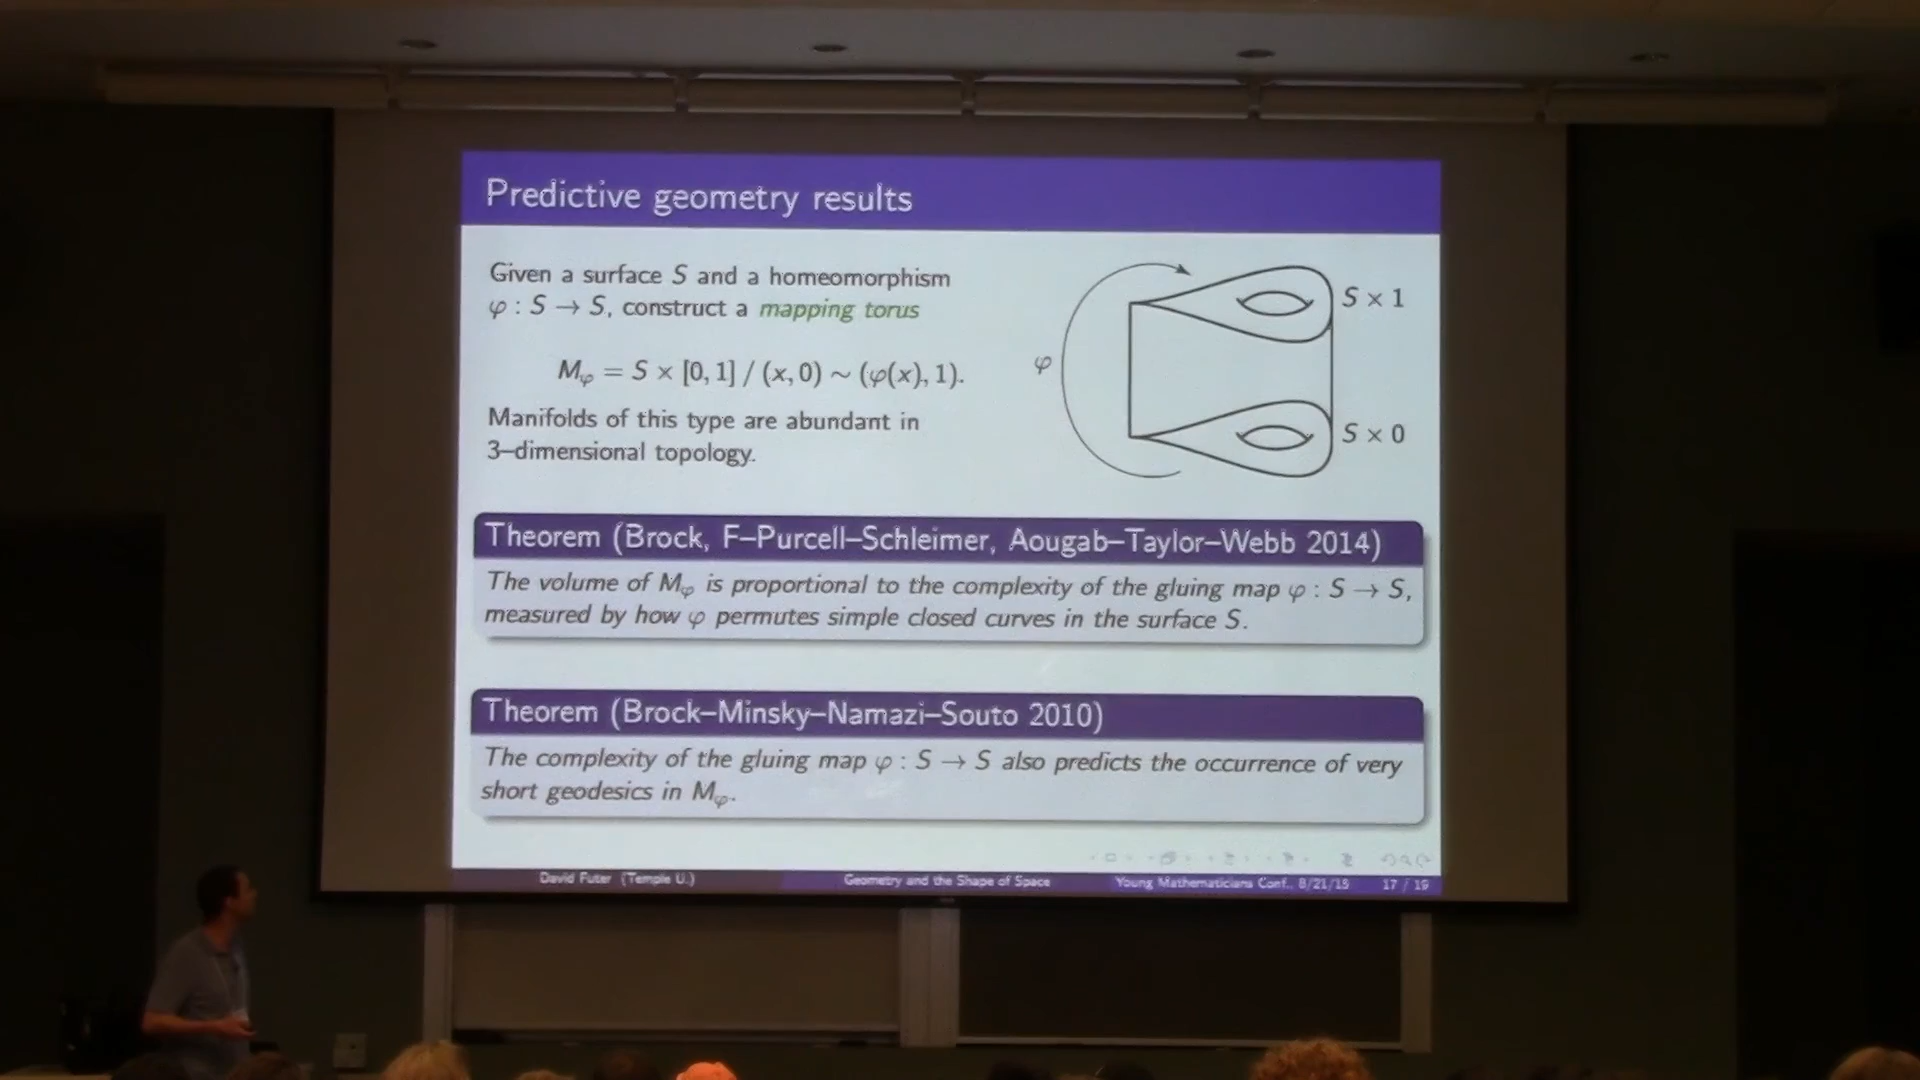 Predictive geometry results
Given a surface S and a homeomorphism
φ : S → S, construct a mapping torus
M_φ = S × [0, 1] / (x, 0) ∼ (φ(x), 1).
Manifolds of this type are abundant in
3–dimensional topology.
φ
S × 1
S × 0
Theorem (Brock, F–Purcell–Schleimer, Aougab–Taylor–Webb 2014)
The volume of M_φ is proportional to the complexity of the gluing map φ : S → S,
measured by how φ permutes simple closed curves in the surface S.
Theorem (Brock–Minsky–Namazi–Souto 2010)
The complexity of the gluing map φ : S → S also predicts the occurrence of very
short geodesics in M_φ.
David Futer (Temple U.)
Geometry and the Shape of Space
Young Mathematicians Conf., 8/21/15
17 / 19